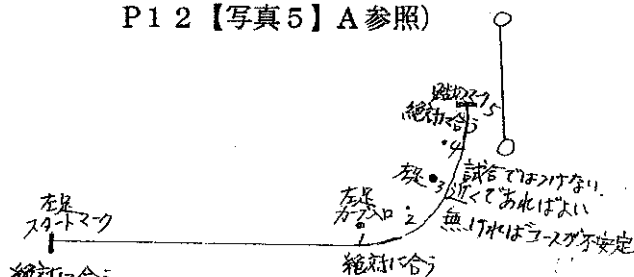 P12【写真5】A参照)
踏切マーク5
絶対に合う
4
左足
3
試合ではつけない.
近くであればよい
無ければコースが不安定
2
左足
カーブ入口
1
絶対に合う
左足
スタートマーク
絶対に合う